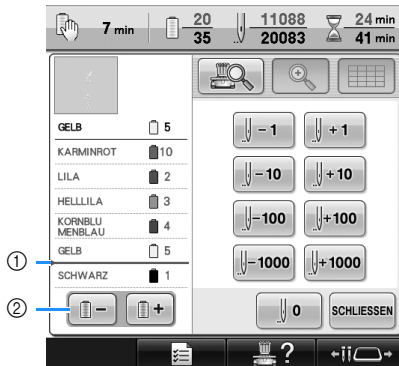 7 min
20
35
11088
20083
24 min
41 min
GELB 5
KARMINROT 10
LILA 2
HELLLILA 3
KORNBLU
MENBLAU 4
GELB 5
SCHWARZ 1
①
②
− +
−1 +1
−10 +10
−100 +100
−1000 +1000
0 SCHLIESSEN
?